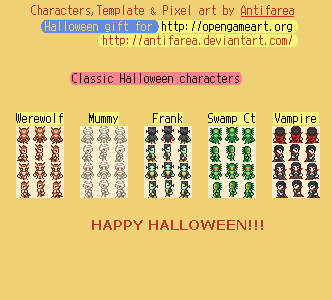 Characters,Template & Pixel art by Antifarea
Halloween gift for http://opengameart.org
http://antifarea.deviantart.com/
Classic Halloween characters
Werewolf Mummy Frank Swamp Ct Vampire
HAPPY HALLOWEEN!!!